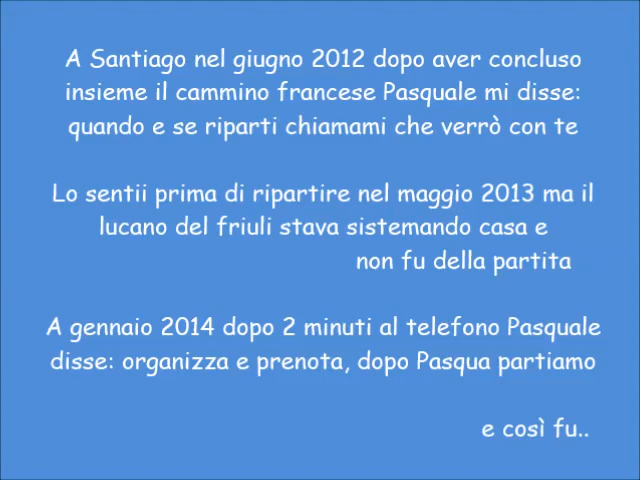 A Santiago nel giugno 2012 dopo aver concluso
insieme il cammino francese Pasquale mi disse:
quando e se riparti chiamami che verrò con te
Lo sentii prima di ripartire nel maggio 2013 ma il
lucano del friuli stava sistemando casa e
non fu della partita
A gennaio 2014 dopo 2 minuti al telefono Pasquale
disse: organizza e prenota, dopo Pasqua partiamo
e così fu..